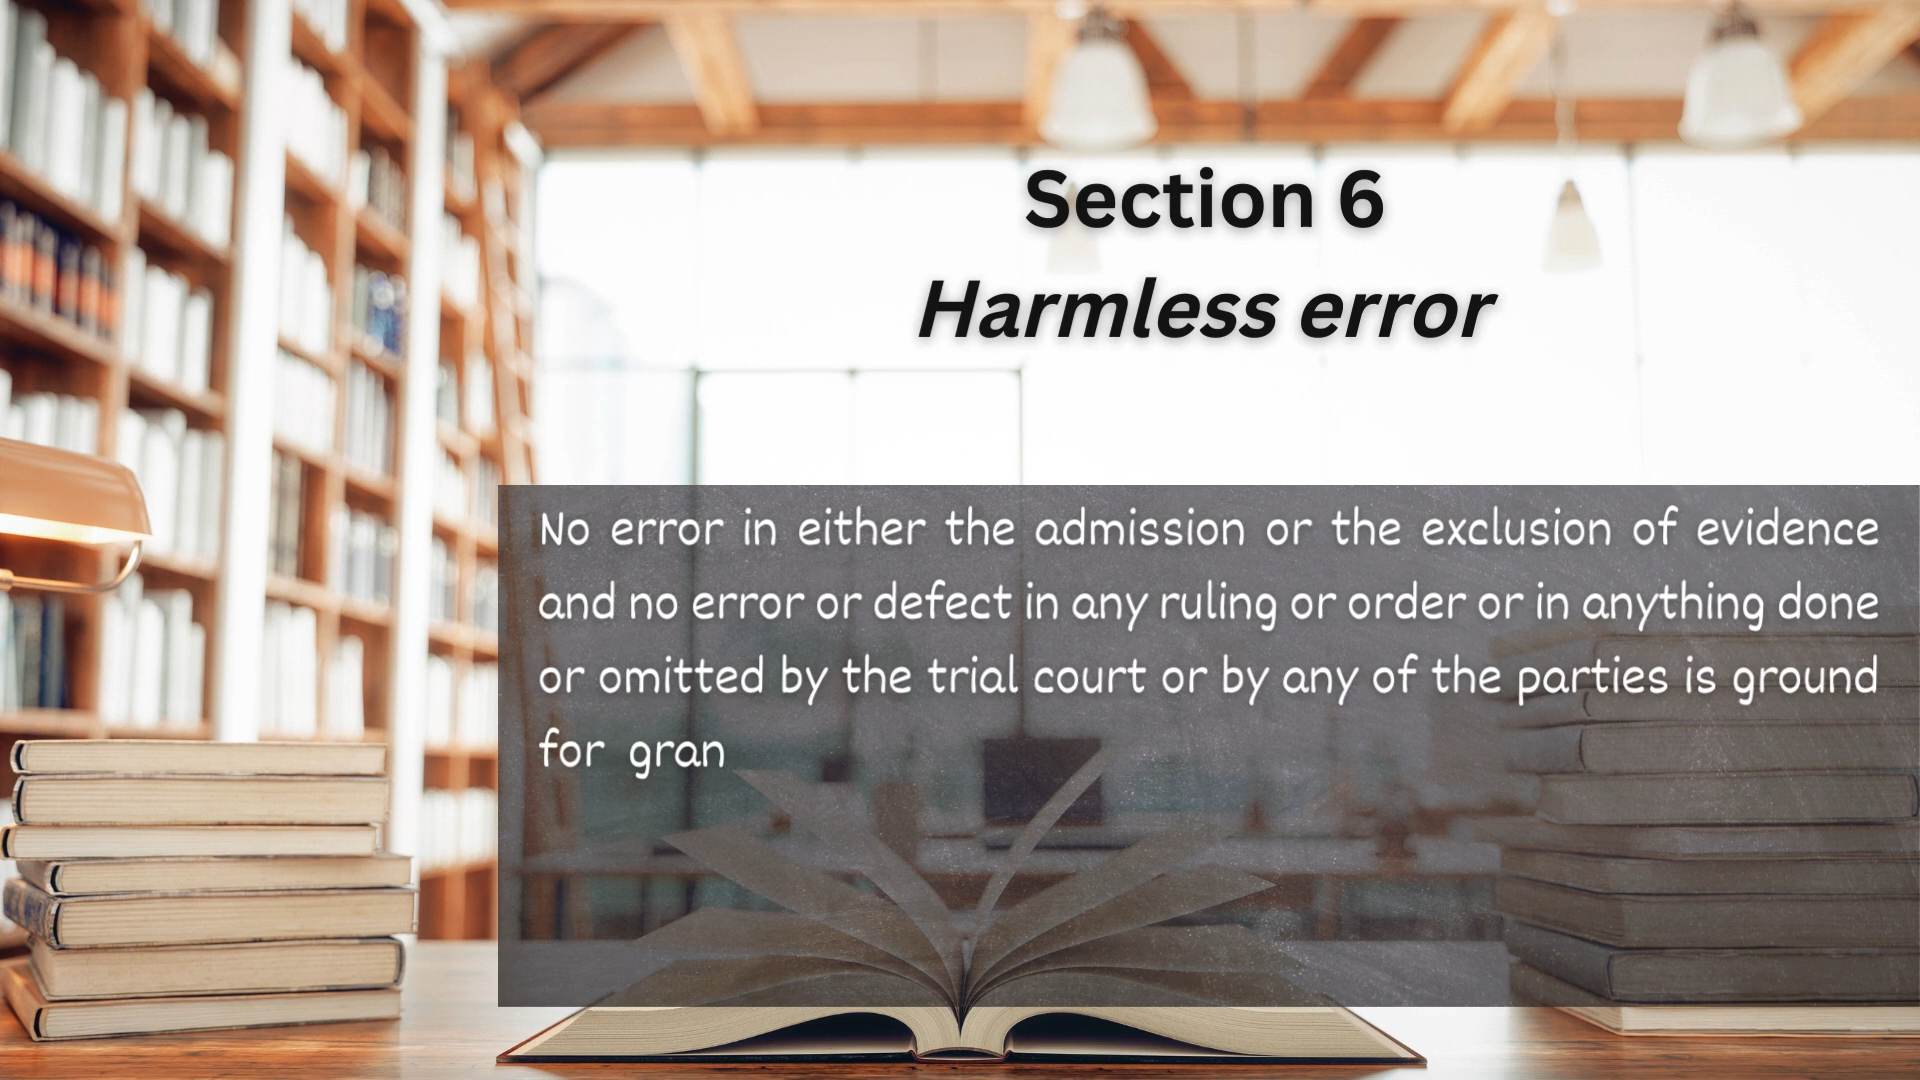 Section 6
Harmless error
No error in either the admission or the exclusion of evidence
and no error or defect in any ruling or order or in anything done
or omitted by the trial court or by any of the parties is ground
for gran